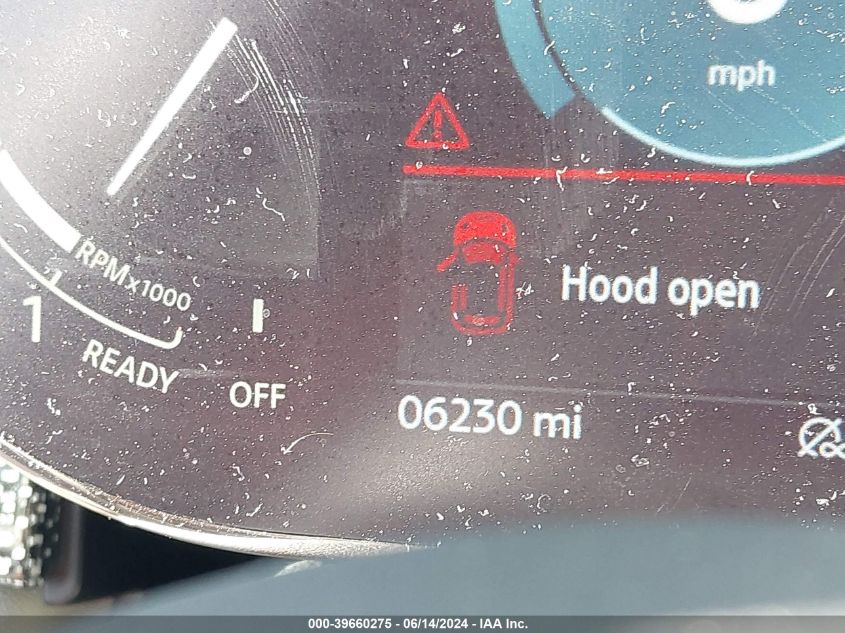 mph
Hood open
RPMx1000
1
READY
OFF
06230 mi
000-39660275 - 06/14/2024 - IAA Inc.